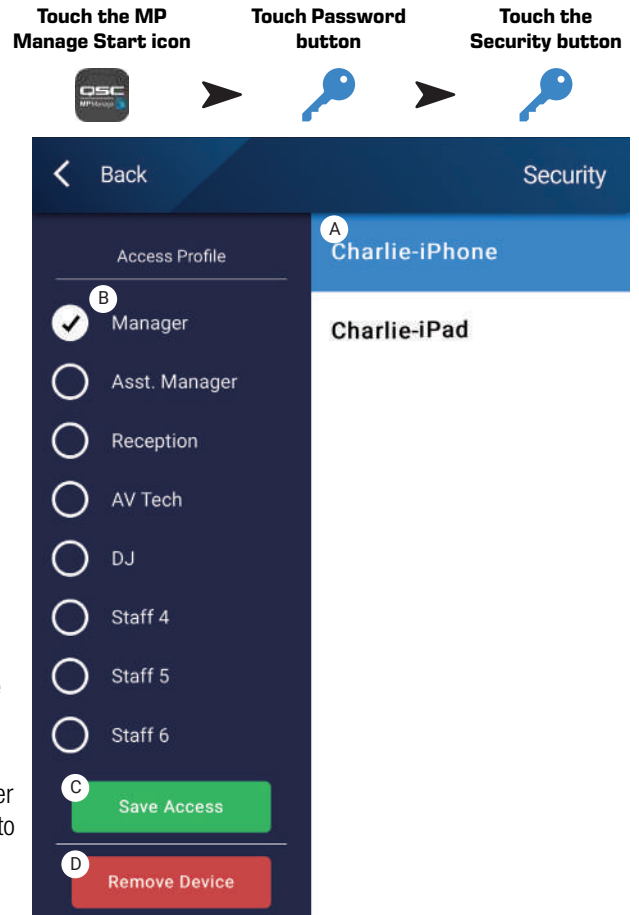 Touch the MP
Manage Start icon
Touch Password
button
Touch the
Security button
QSC
MP Manage
Back
Security
Access Profile
A
Charlie-iPhone
Charlie-iPad
B
Manager
Asst. Manager
Reception
AV Tech
DJ
Staff 4
Staff 5
Staff 6
er
to
C
Save Access
D
Remove Device